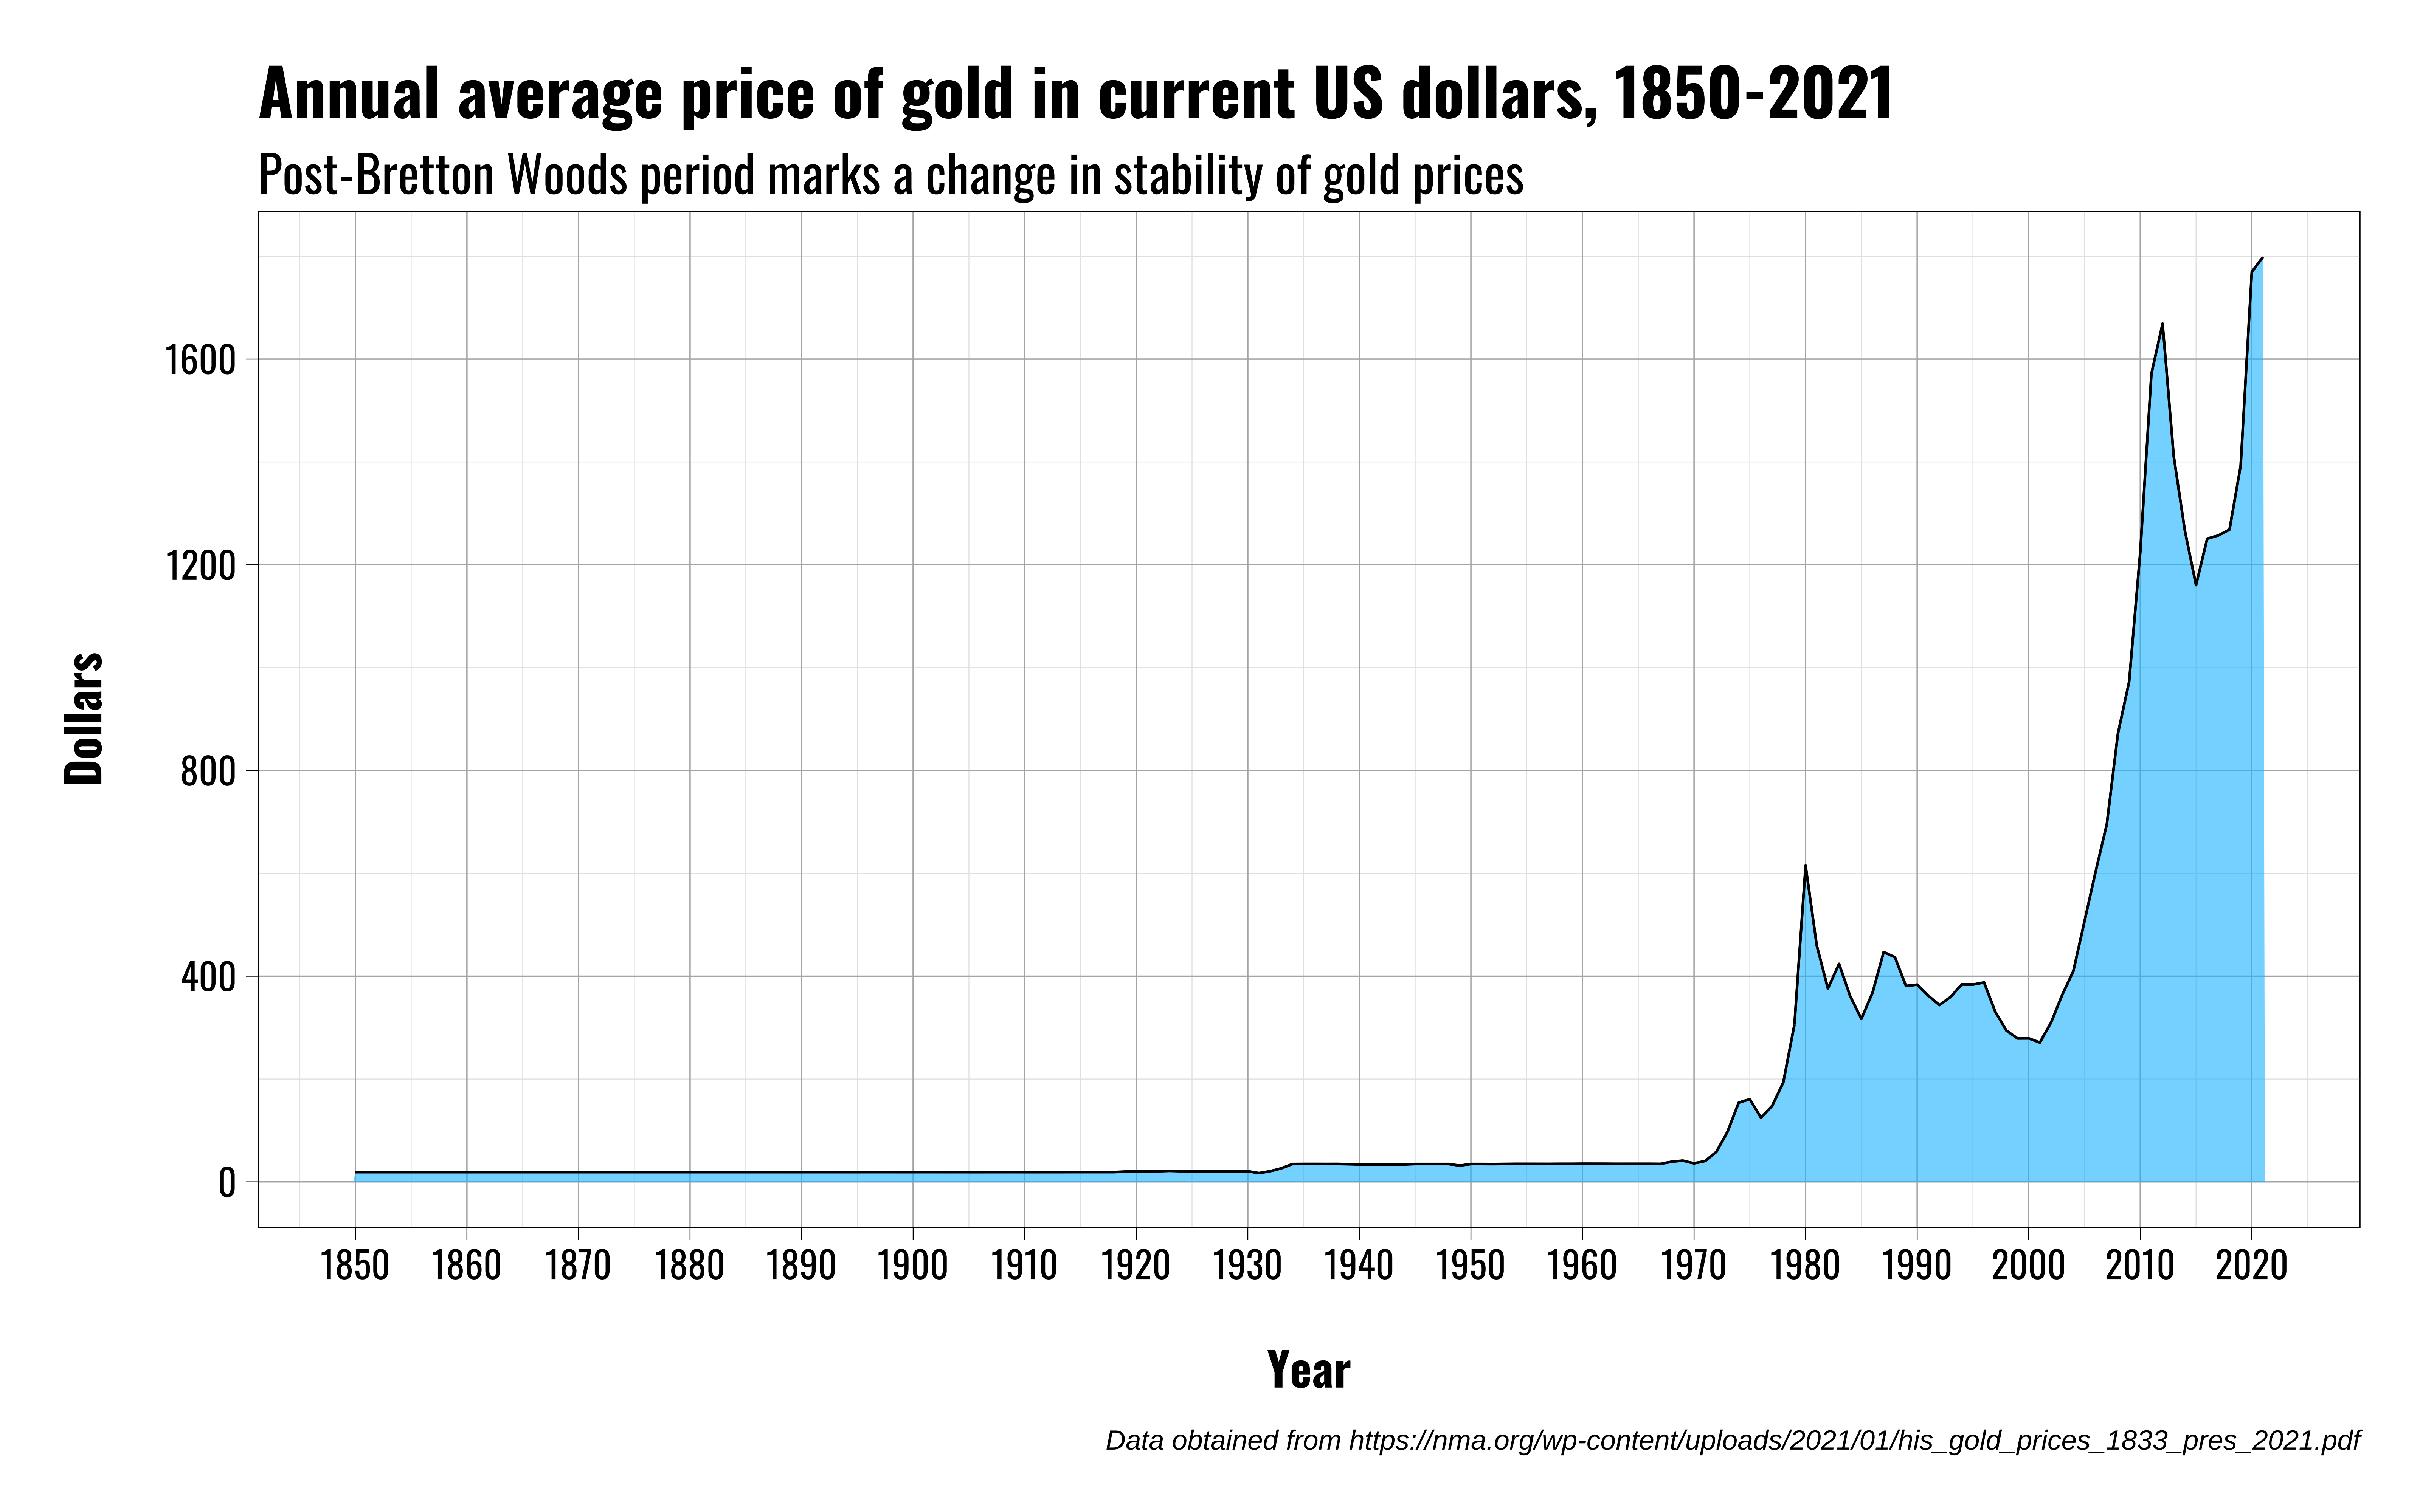 Annual average price of gold in current US dollars, 1850-2021
Post-Bretton Woods period marks a change in stability of gold prices
1600
1200
800
400
0
Dollars
1850 1860 1870 1880 1890 1900 1910 1920 1930 1940 1950 1960 1970 1980 1990 2000 2010 2020
Year
Data obtained from https://nma.org/wp-content/uploads/2021/01/his_gold_prices_1833_pres_2021.pdf